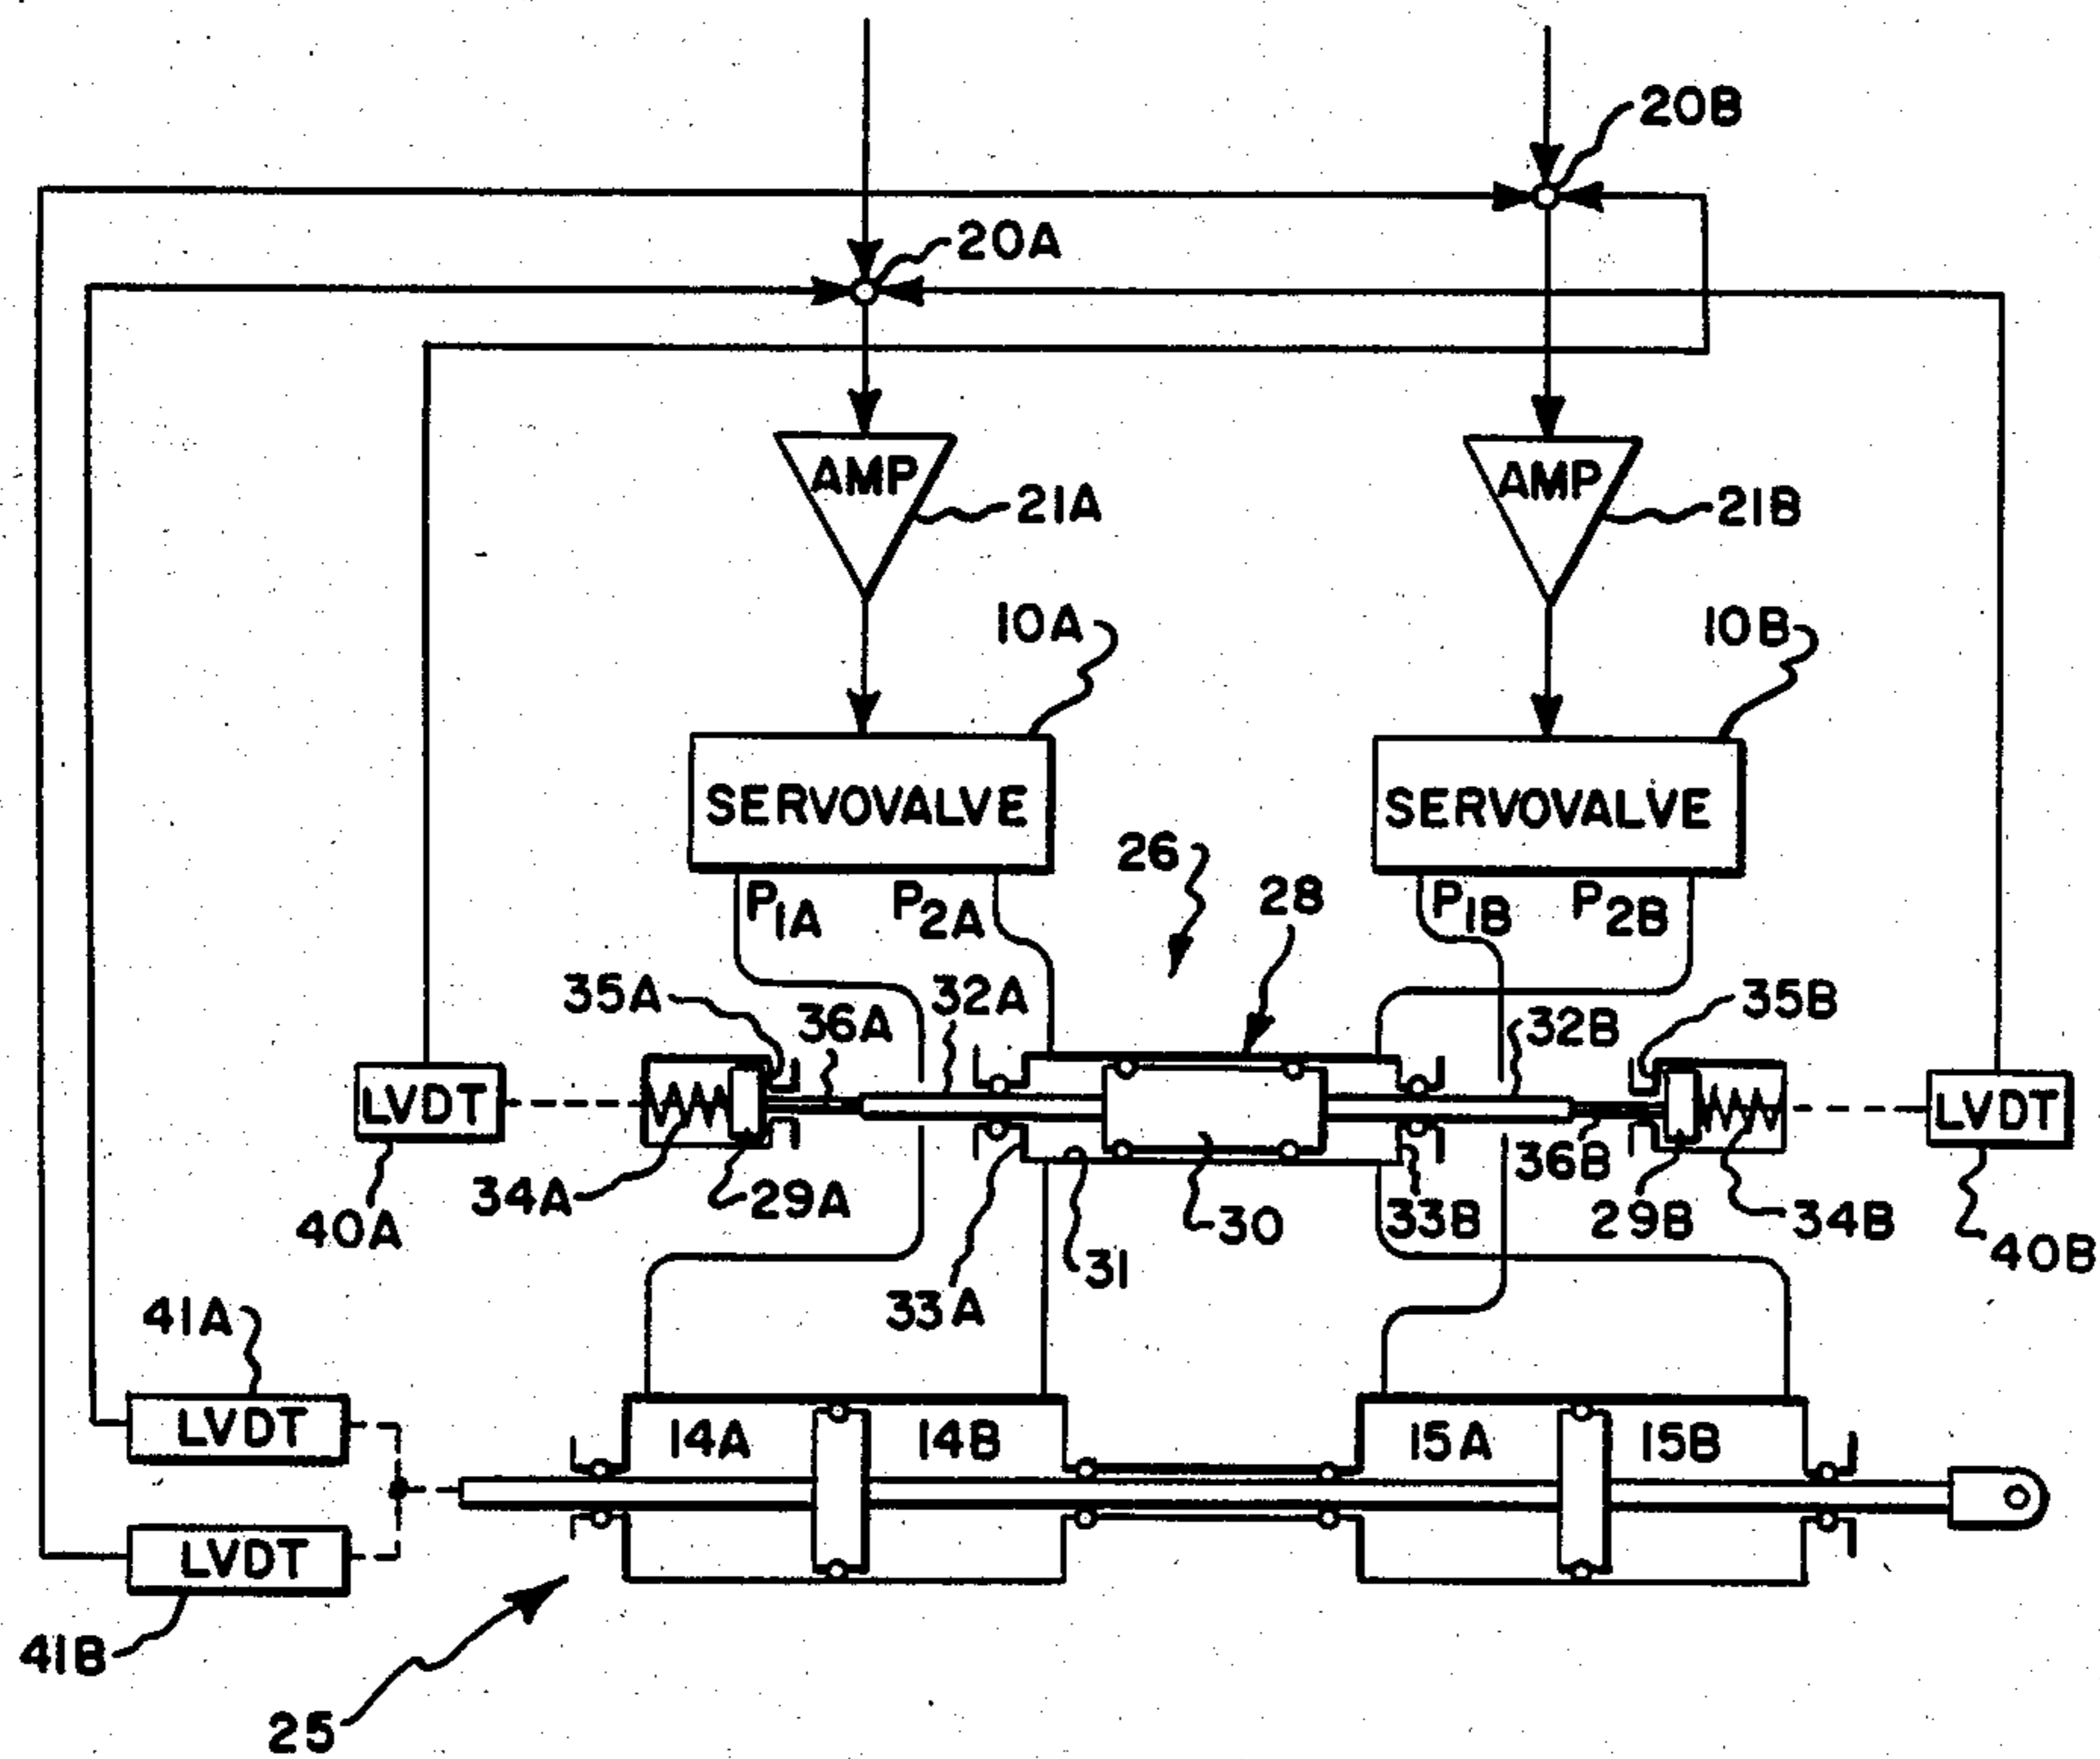 20B
20A
AMP
21A
AMP
21B
10A
10B
SERVOVALVE
SERVOVALVE
26
28
P1A
P2A
P1B
P2B
35A
36A
32A
32B
35B
LVDT
LVDT
34A
29A
40A
33A
31
30
33B
36B
29B
34B
40B
41A
LVDT
14A
14B
15A
15B
LVDT
41B
25